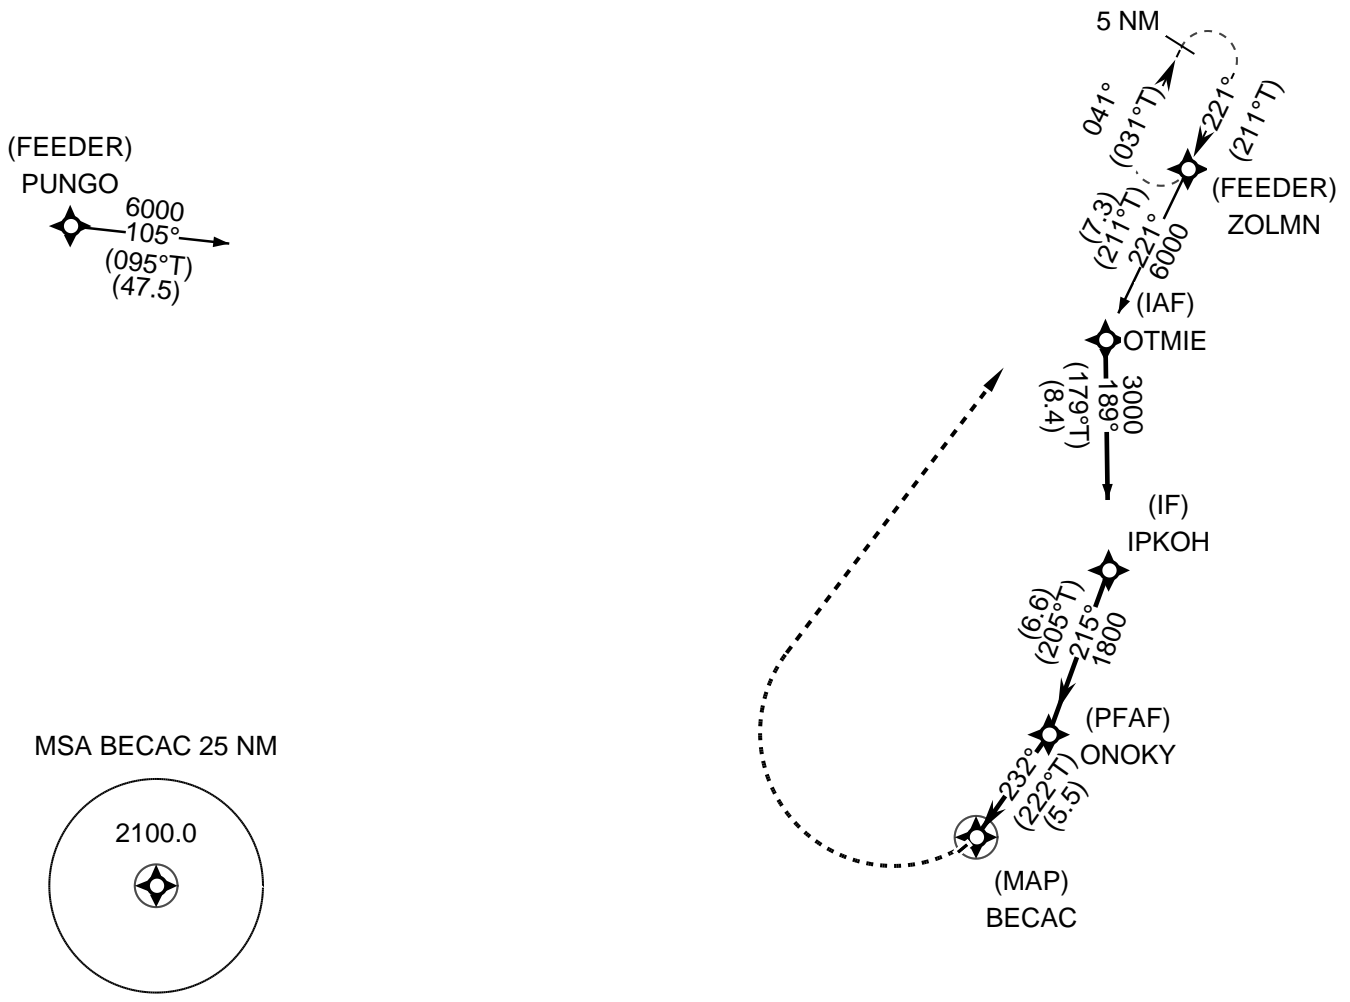 5 NM
041°
(031°T)
221°
(211°T)
(FEEDER)
PUNGO
6000
105°
(095°T)
(47.5)
(FEEDER)
ZOLMN
(7.3)
(211°T)
221°
6000
(IAF)
OTMIE
3000
189°
(179°T)
(8.4)
(IF)
IPKOH
(6.6)
(205°T)
215°
1800
(PFAF)
ONOKY
232°
(222°T)
(5.5)
(MAP)
BECAC
MSA BECAC 25 NM
2100.0